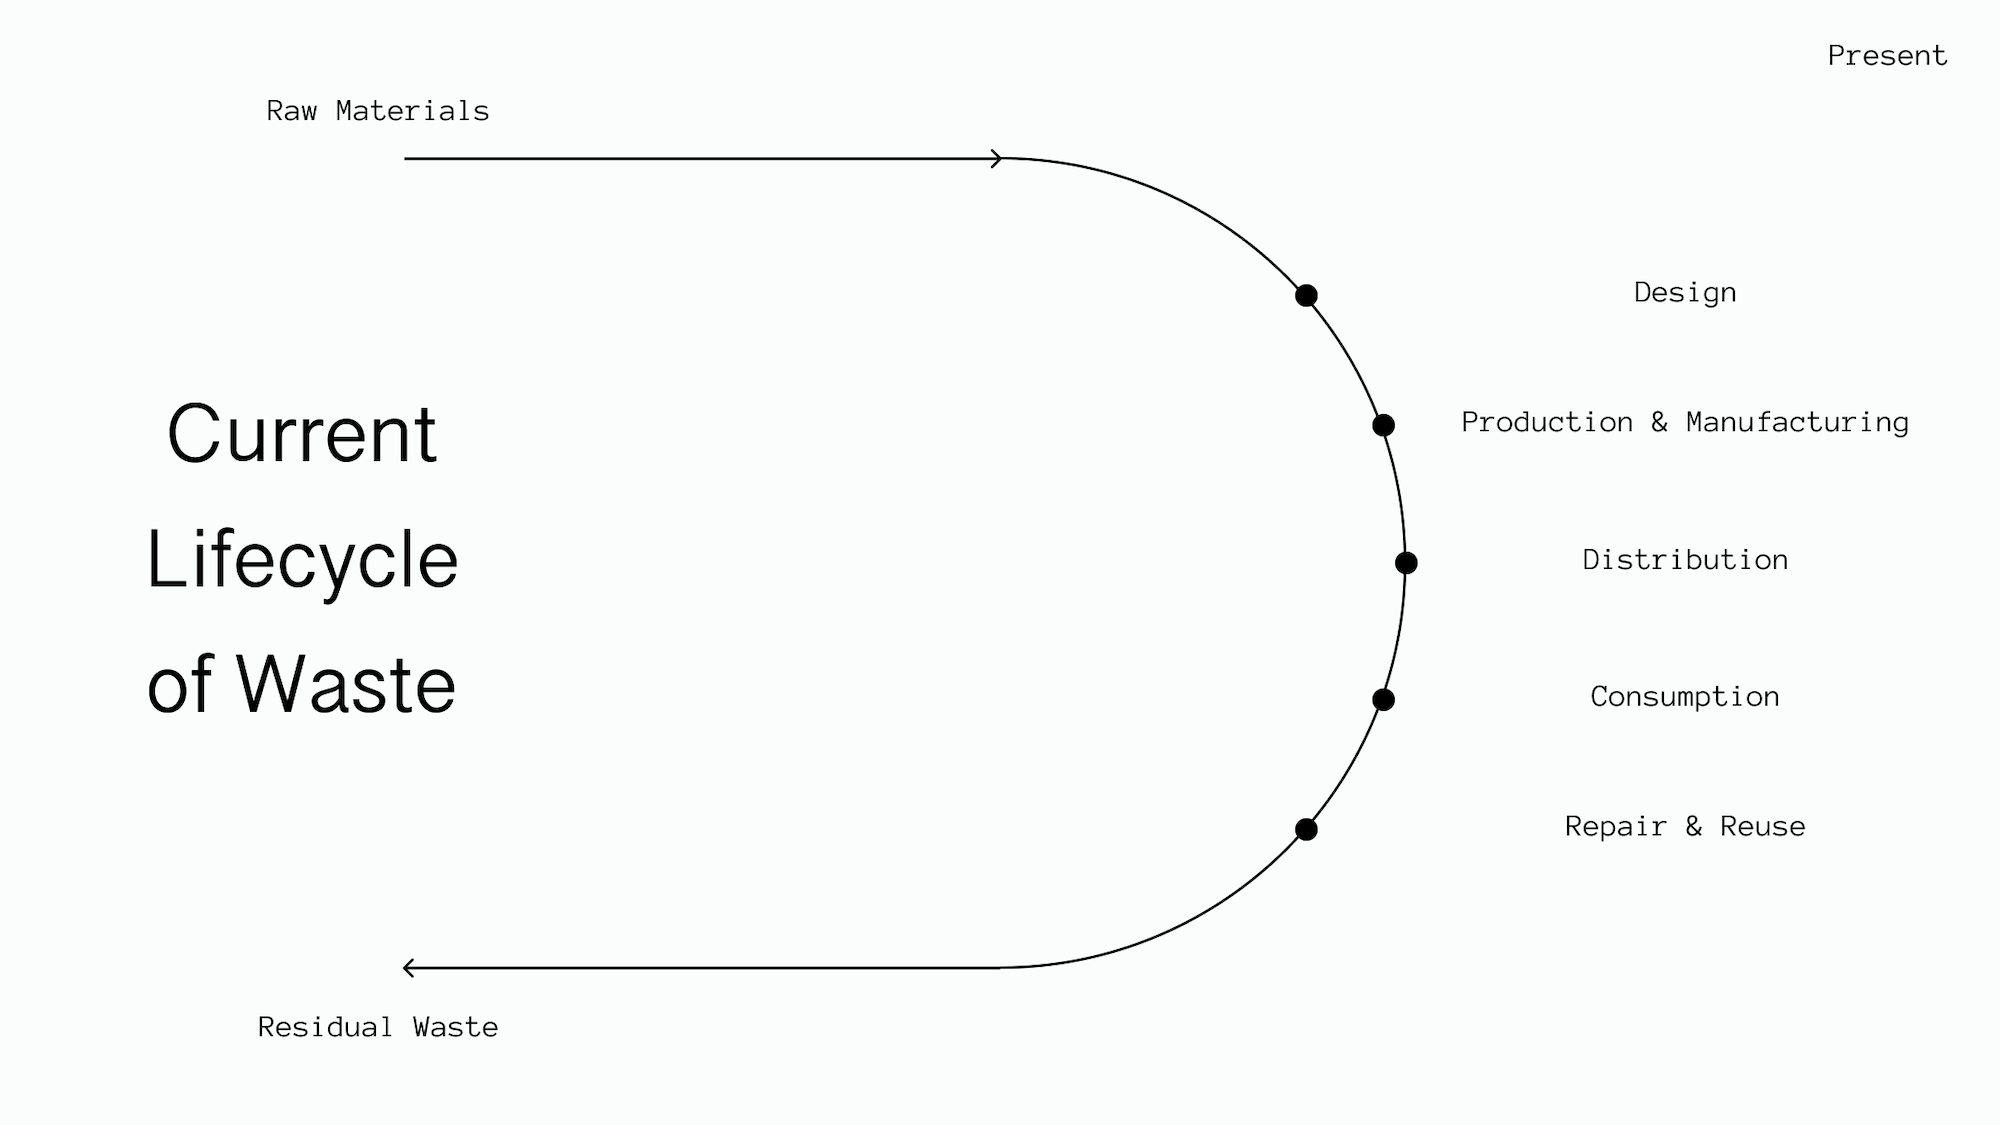 Present
Raw Materials
Design
Production & Manufacturing
Distribution
Consumption
Repair & Reuse
Current
Lifecycle
of Waste
Residual Waste